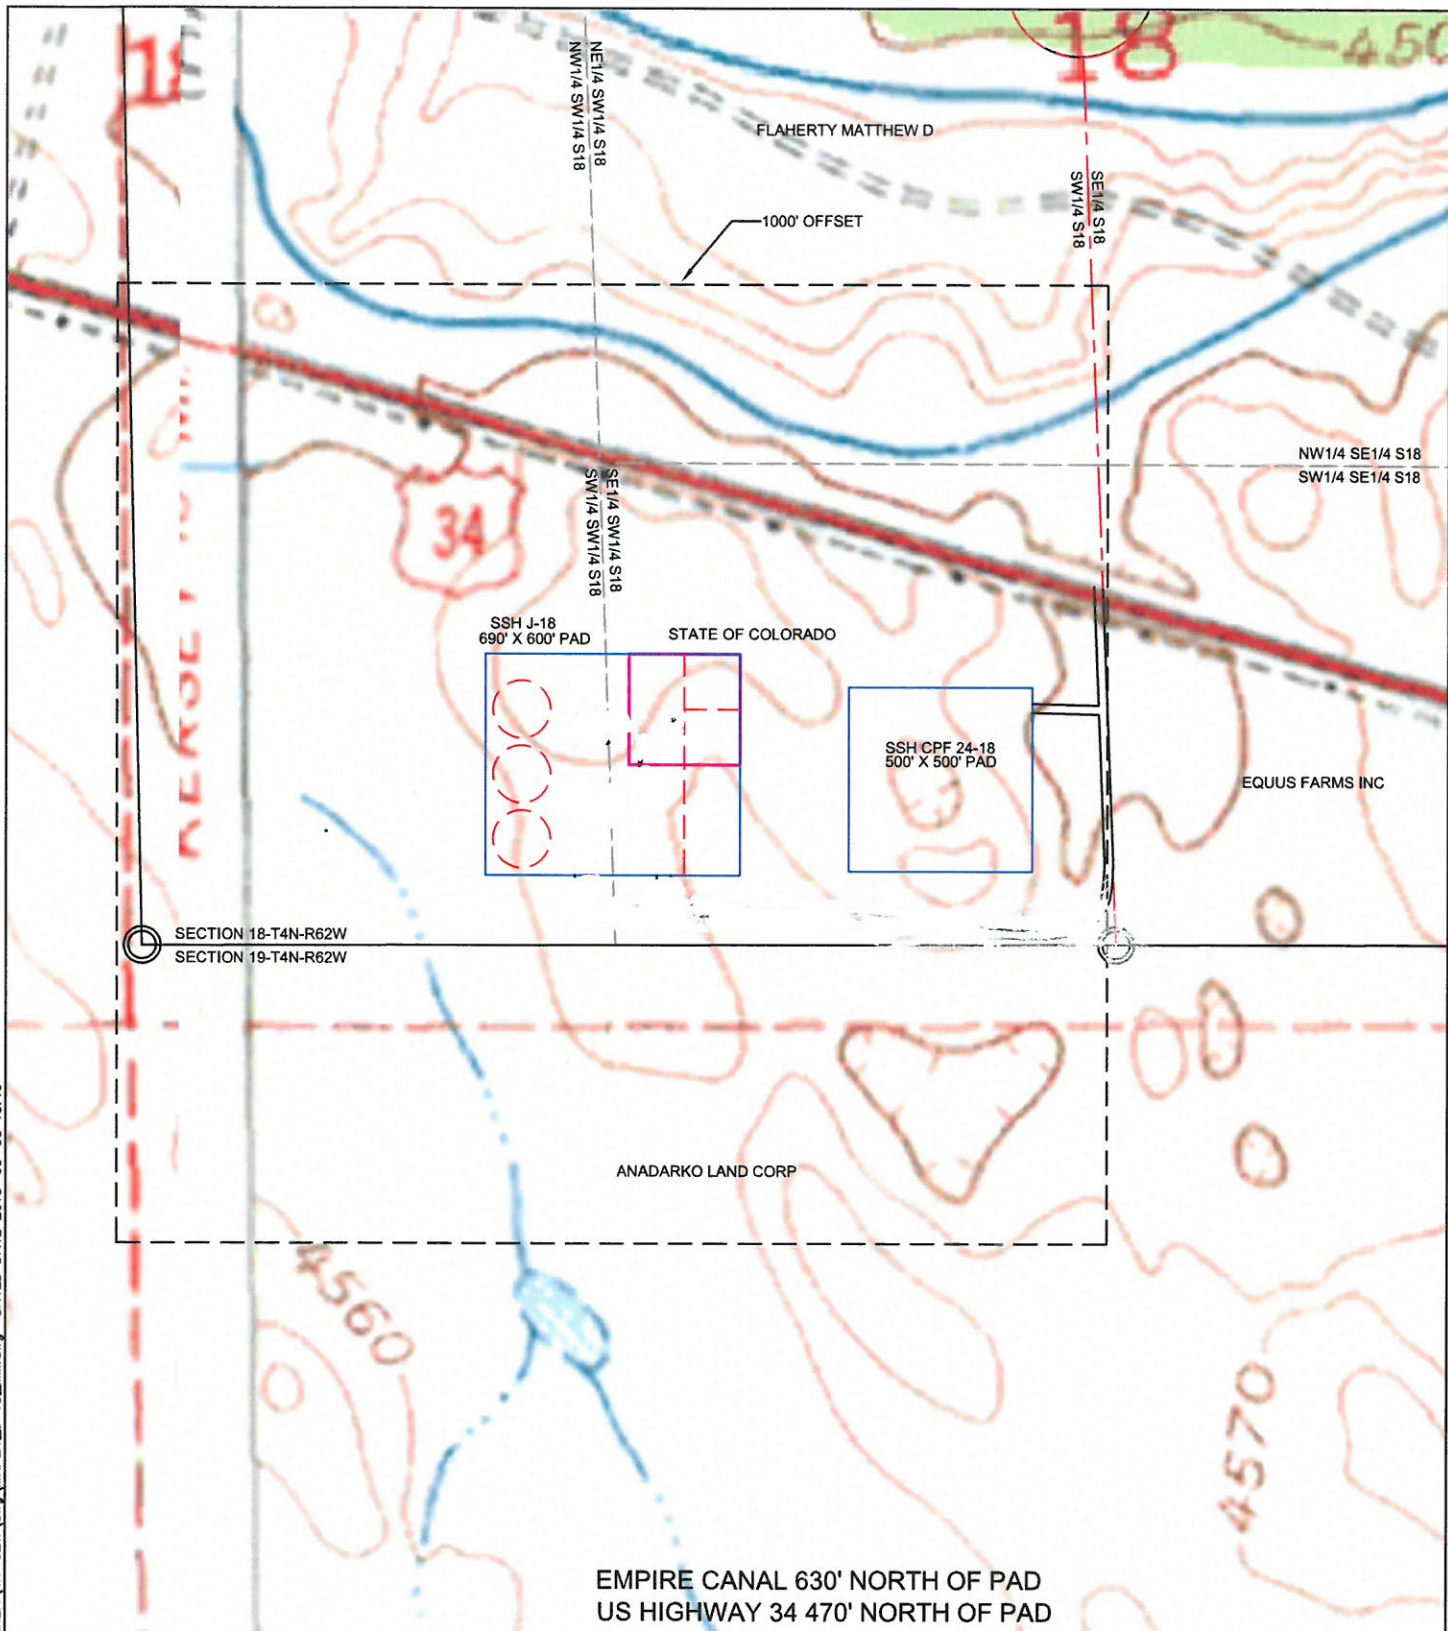 18
450
NE1/4 SW1/4 S18
NW1/4 SW1/4 S18
FLAHERTY MATTHEW D
SE1/4 S18
SW1/4 S18
1000' OFFSET
NW1/4 SE1/4 S18
SW1/4 SE1/4 S18
SE1/4 SW1/4 S18
SW1/4 SW1/4 S18
34
SSH J-18
690' X 600' PAD
STATE OF COLORADO
SSH CPF 24-18
500' X 500' PAD
EQUUS FARMS INC
SECTION 18-T4N-R62W
SECTION 19-T4N-R62W
ANADARKO LAND CORP
4560
4570
EMPIRE CANAL 630' NORTH OF PAD
US HIGHWAY 34 470' NORTH OF PAD